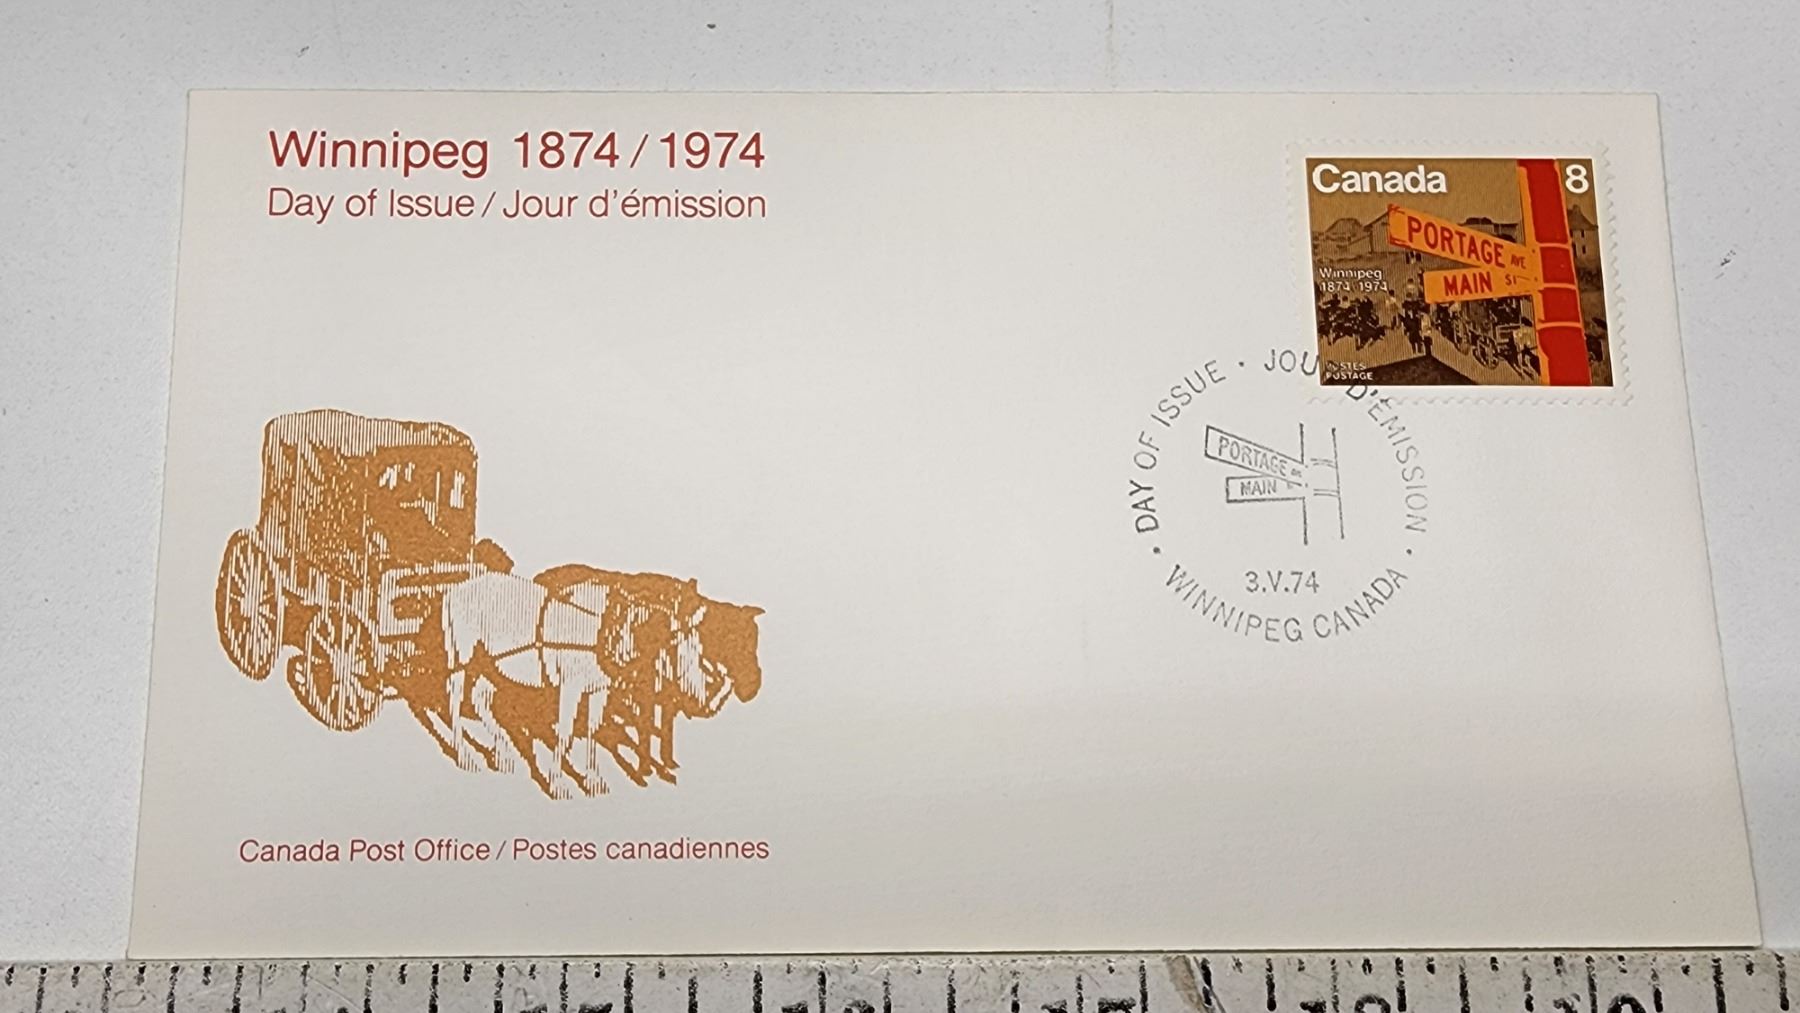 Winnipeg 1874 / 1974
Day of Issue / Jour d'émission
Canada 8
PORTAGE AVE
MAIN ST
Winnipeg
1874 1974
POSTES
POSTAGE
· DAY OF ISSUE · JOUR D'ÉMISSION ·
PORTAGE
MAIN
3.V.74
WINNIPEG CANADA
Canada Post Office / Postes canadiennes